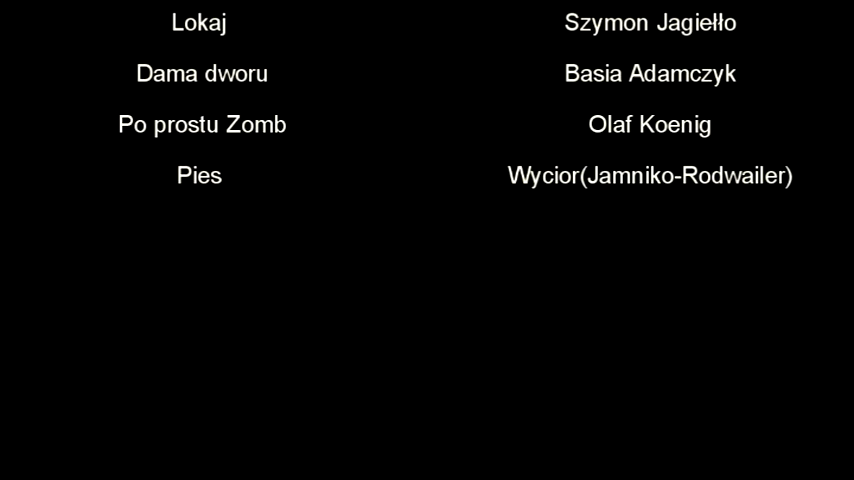 Lokaj Szymon Jagiełło
Dama dworu Basia Adamczyk
Po prostu Zomb Olaf Koenig
Pies Wycior(Jamniko-Rodwailer)